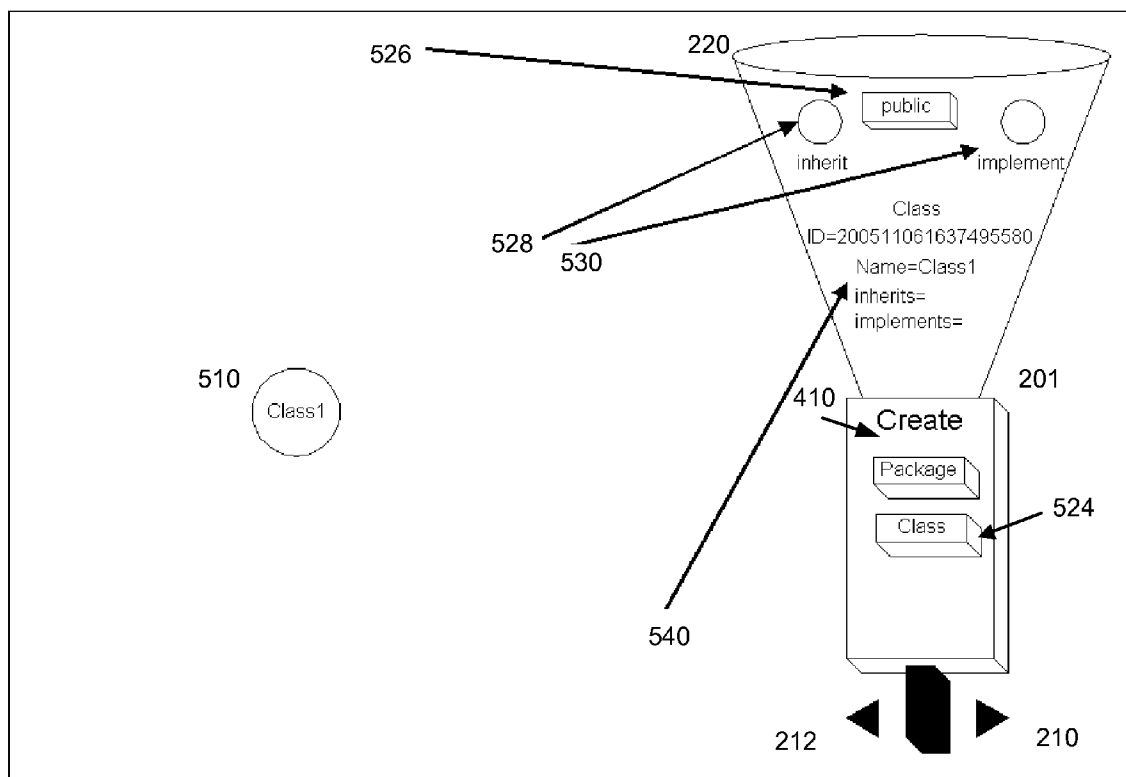 526
220
public
inherit
implement
528
530
Class
ID=200511061637495580
Name=Class1
inherits=
implements=
510
Class1
201
410
Create
Package
Class
524
540
212
210